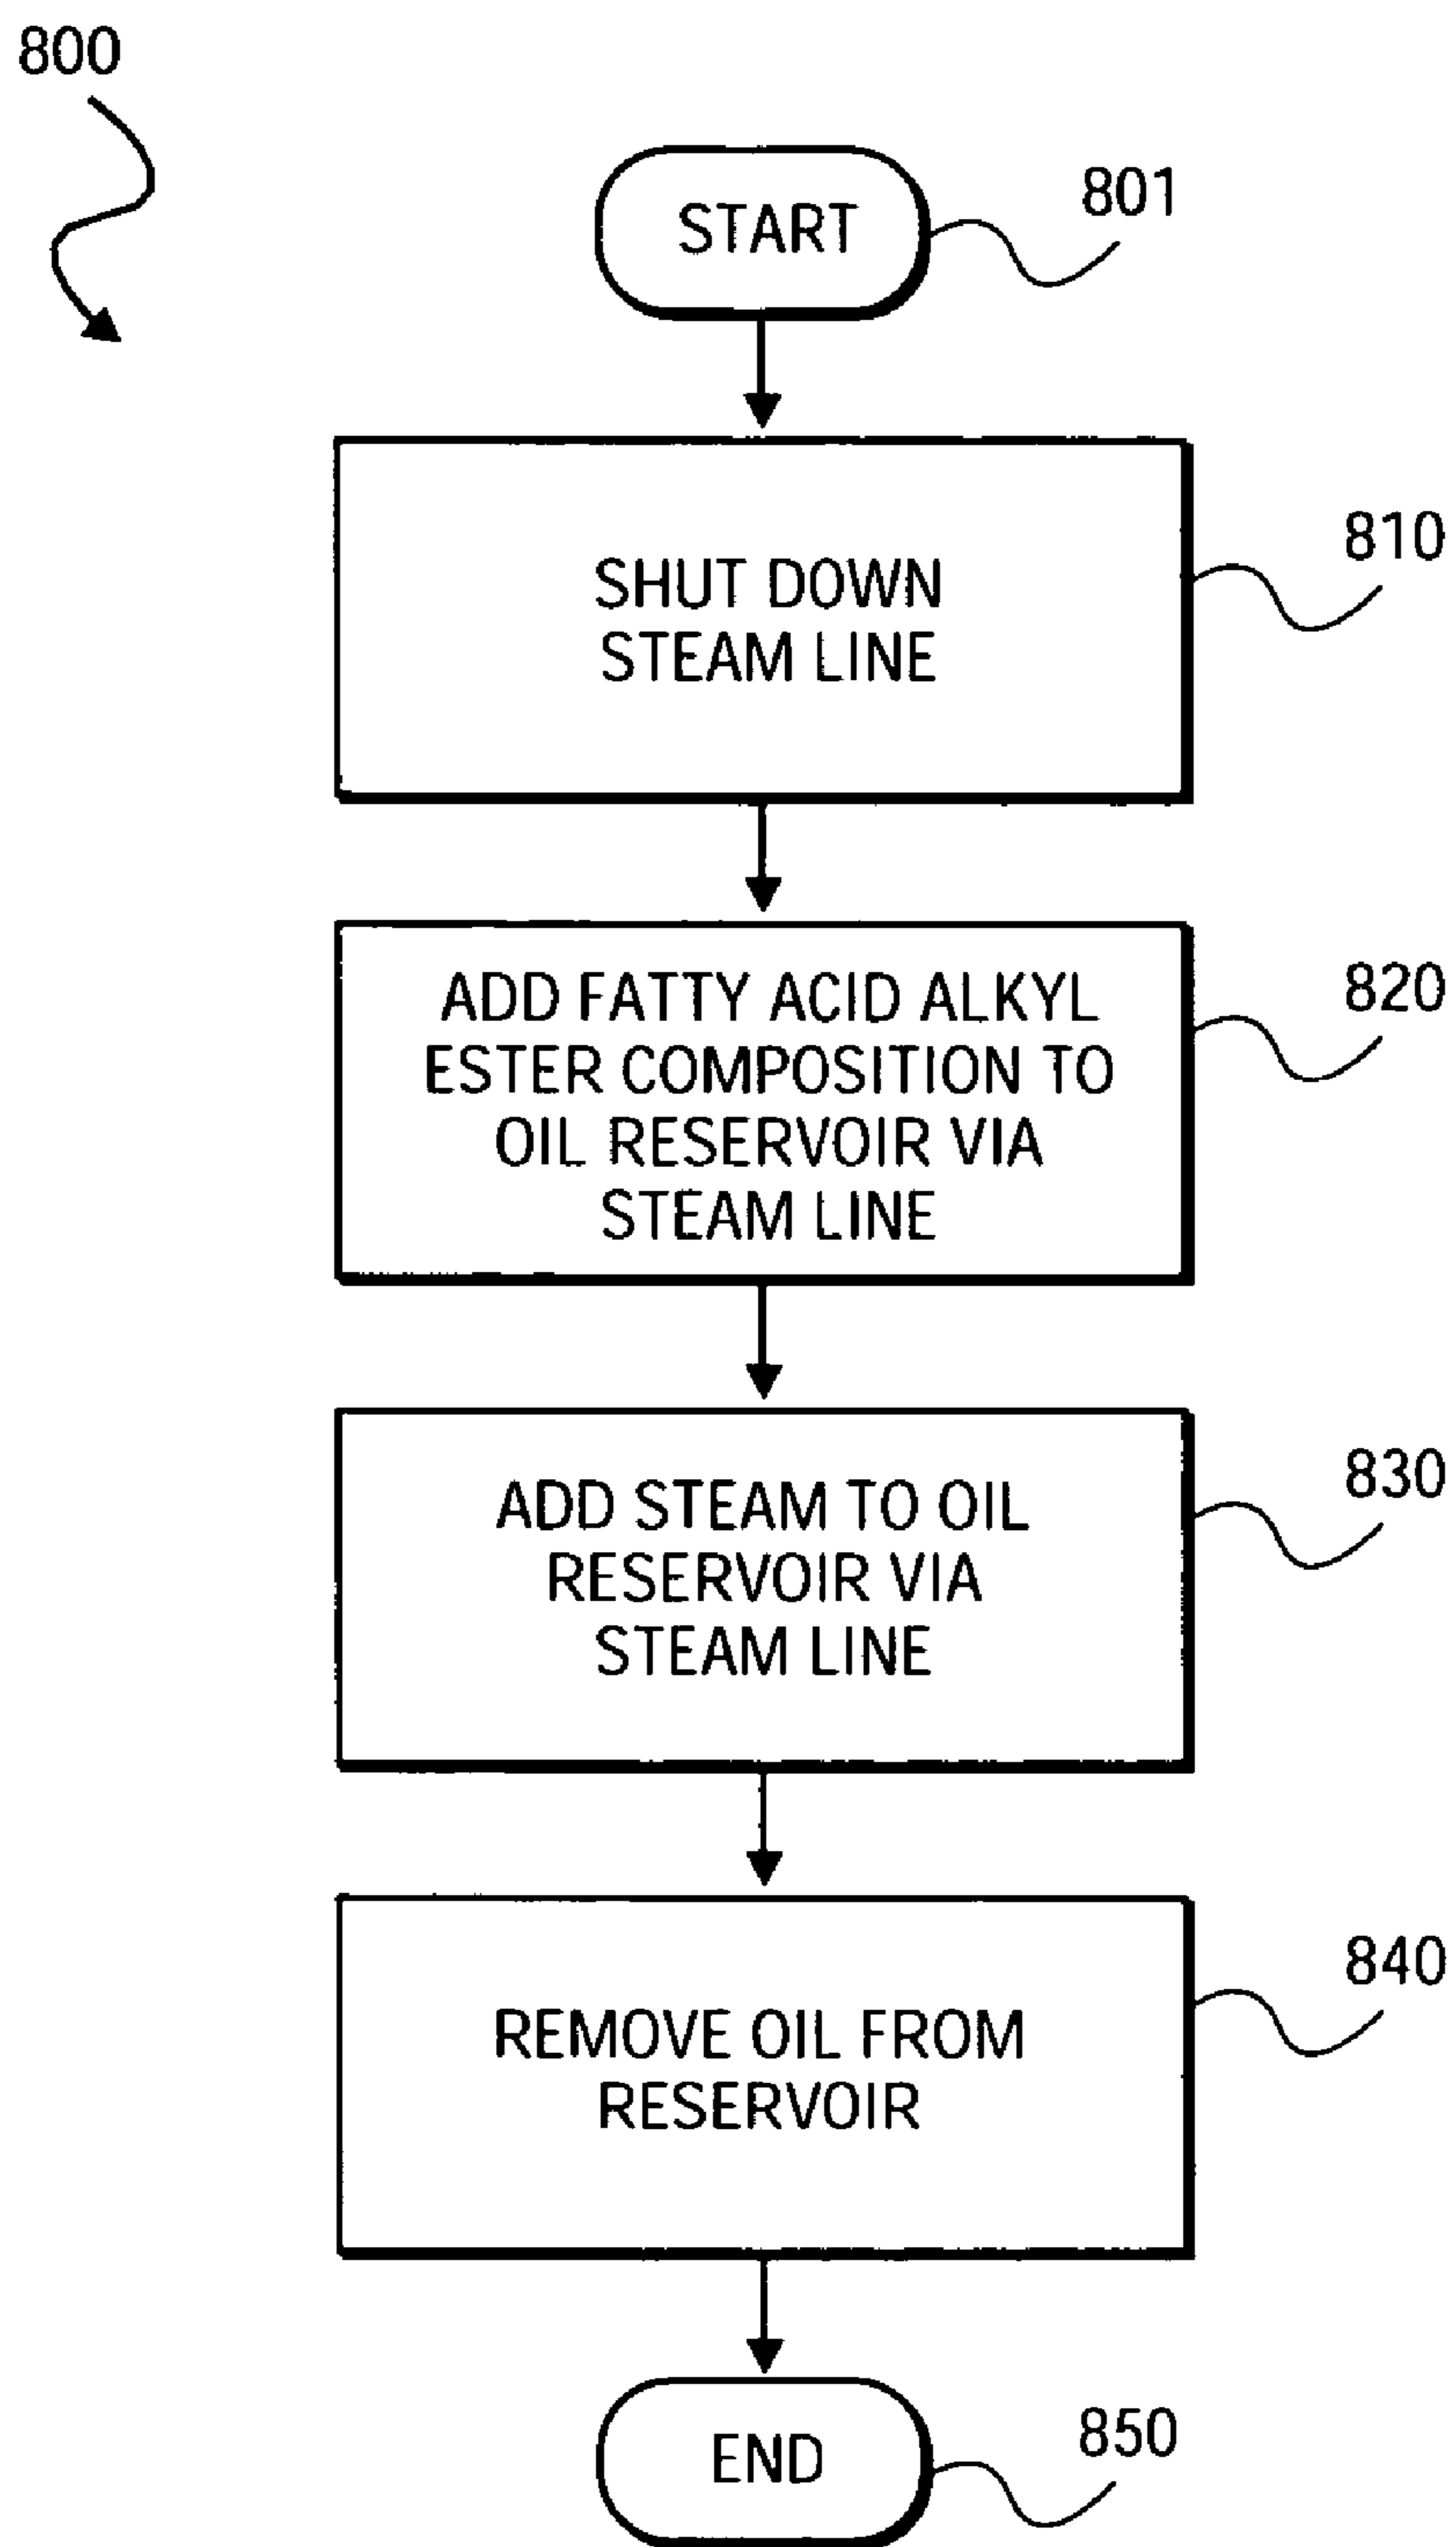 800
START
801
SHUT DOWN
STEAM LINE
810
ADD FATTY ACID ALKYL
ESTER COMPOSITION TO
OIL RESERVOIR VIA
STEAM LINE
820
ADD STEAM TO OIL
RESERVOIR VIA
STEAM LINE
830
REMOVE OIL FROM
RESERVOIR
840
END
850